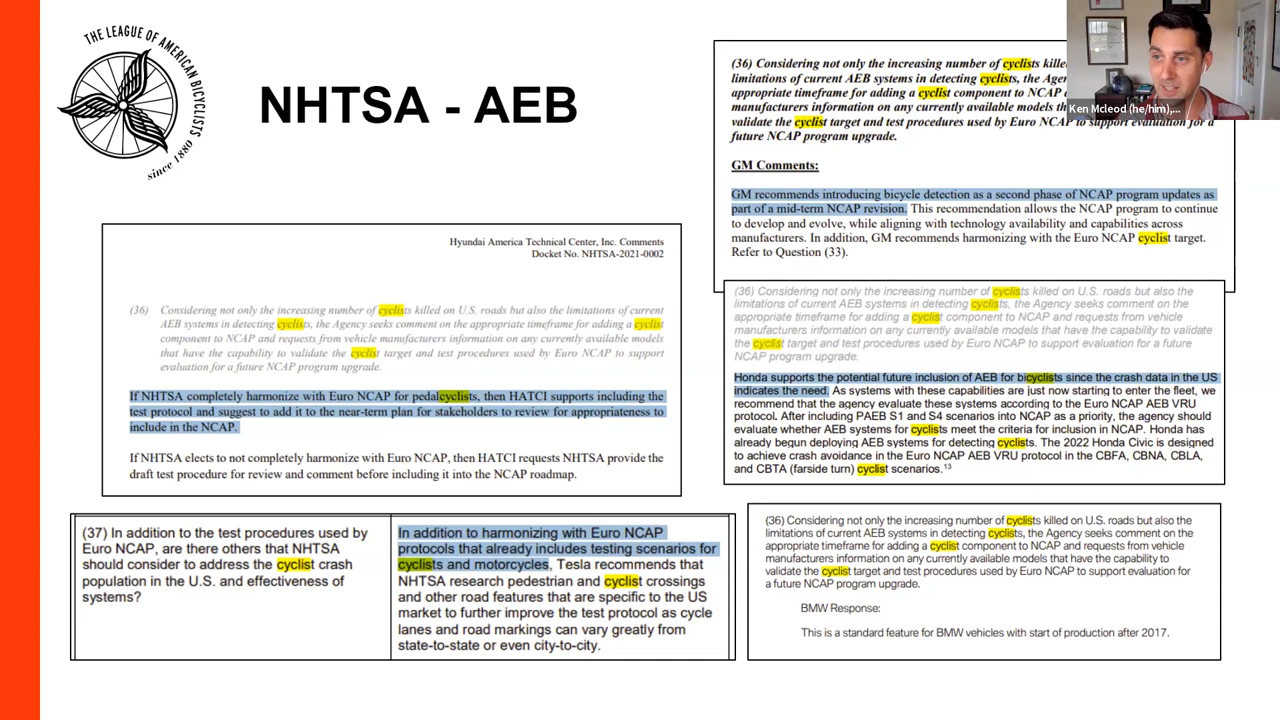 THE LEAGUE OF AMERICAN BICYCLISTS
since 1880
NHTSA - AEB
Ken Mcleod (he/him),...
(36) Considering not only the increasing number of cyclists kille
limitations of current AEB systems in detecting cyclists, the Agen
appropriate timeframe for adding a cyclist component to NCAP a
manufacturers information on any currently available models th
validate the cyclist target and test procedures used by Euro NCAP to support evaluation for a
future NCAP program upgrade.
GM Comments:
GM recommends introducing bicycle detection as a second phase of NCAP program updates as
part of a mid-term NCAP revision. This recommendation allows the NCAP program to continue
to develop and evolve, while aligning with technology availability and capabilities across
manufacturers. In addition, GM recommends harmonizing with the Euro NCAP cyclist target.
Refer to Question (33).
Hyundai America Technical Center, Inc. Comments
Docket No. NHTSA-2021-0002
(36) Considering not only the increasing number of cyclists killed on U.S. roads but also the limitations of current
AEB systems in detecting cyclists, the Agency seeks comment on the appropriate timeframe for adding a cyclist
component to NCAP and requests from vehicle manufacturers information on any currently available models
that have the capability to validate the cyclist target and test procedures used by Euro NCAP to support
evaluation for a future NCAP program upgrade.
If NHTSA completely harmonize with Euro NCAP for pedalcyclists, then HATCI supports including the
test protocol and suggest to add it to the near-term plan for stakeholders to review for appropriateness to
include in the NCAP.
If NHTSA elects to not completely harmonize with Euro NCAP, then HATCI requests NHTSA provide the
draft test procedure for review and comment before including it into the NCAP roadmap.
(36) Considering not only the increasing number of cyclists killed on U.S. roads but also the
limitations of current AEB systems in detecting cyclists, the Agency seeks comment on the
appropriate timeframe for adding a cyclist component to NCAP and requests from vehicle
manufacturers information on any currently available models that have the capability to validate
the cyclist target and test procedures used by Euro NCAP to support evaluation for a future
NCAP program upgrade.
Honda supports the potential future inclusion of AEB for bicyclists since the crash data in the US
indicates the need. As systems with these capabilities are just now starting to enter the fleet, we
recommend that the agency evaluate these systems according to the Euro NCAP AEB VRU
protocol. After including PAEB S1 and S4 scenarios into NCAP as a priority, the agency should
evaluate whether AEB systems for cyclists meet the criteria for inclusion in NCAP. Honda has
already begun deploying AEB systems for detecting cyclists. The 2022 Honda Civic is designed
to achieve crash avoidance in the Euro NCAP AEB VRU protocol in the CBFA, CBNA, CBLA,
and CBTA (farside turn) cyclist scenarios.13
(37) In addition to the test procedures used by
Euro NCAP, are there others that NHTSA
should consider to address the cyclist crash
population in the U.S. and effectiveness of
systems?
In addition to harmonizing with Euro NCAP
protocols that already includes testing scenarios for
cyclists and motorcycles, Tesla recommends that
NHTSA research pedestrian and cyclist crossings
and other road features that are specific to the US
market to further improve the test protocol as cycle
lanes and road markings can vary greatly from
state-to-state or even city-to-city.
(36) Considering not only the increasing number of cyclists killed on U.S. roads but also the
limitations of current AEB systems in detecting cyclists, the Agency seeks comment on the
appropriate timeframe for adding a cyclist component to NCAP and requests from vehicle
manufacturers information on any currently available models that have the capability to
validate the cyclist target and test procedures used by Euro NCAP to support evaluation for
a future NCAP program upgrade.
BMW Response:
This is a standard feature for BMW vehicles with start of production after 2017.